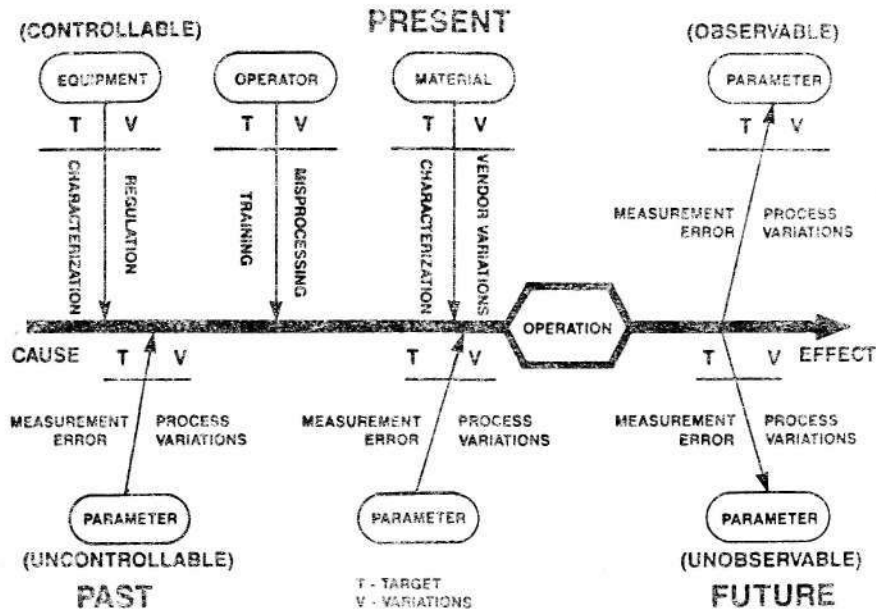 PRESENT
(CONTROLLABLE)
(OBSERVABLE)
EQUIPMENT
OPERATOR
MATERIAL
PARAMETER
T V
T V
T V
T V
CHARACTERIZATION
REGULATION
TRAINING
MISPROCESSING
CHARACTERIZATION
VENDOR VARIATIONS
MEASUREMENT
ERROR
PROCESS
VARIATIONS
OPERATION
CAUSE
EFFECT
T V
T V
T V
MEASUREMENT
ERROR
PROCESS
VARIATIONS
MEASUREMENT
ERROR
PROCESS
VARIATIONS
MEASUREMENT
ERROR
PROCESS
VARIATIONS
PARAMETER
PARAMETER
PARAMETER
(UNCONTROLLABLE)
(UNOBSERVABLE)
PAST
T - TARGET
V - VARIATIONS
FUTURE